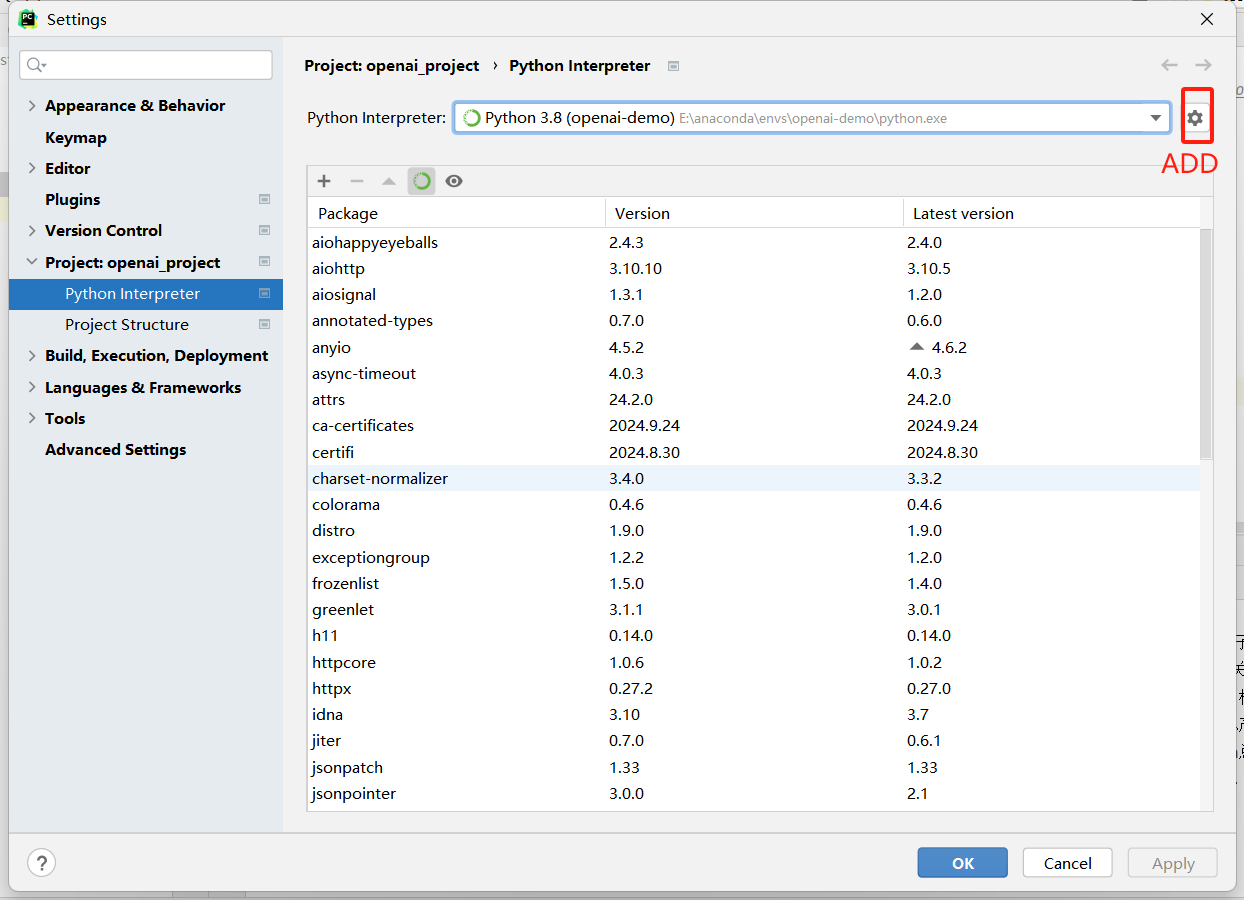 PC
Settings
Project: openai_project › Python Interpreter
Appearance & Behavior
Keymap
Editor
Plugins
Version Control
Project: openai_project
Python Interpreter
Project Structure
Build, Execution, Deployment
Languages & Frameworks
Tools
Advanced Settings
Python Interpreter: Python 3.8 (openai-demo) E:\anaconda\envs\openai-demo\python.exe
ADD
Package Version Latest version
aiohappyeyeballs 2.4.3 2.4.0
aiohttp 3.10.10 3.10.5
aiosignal 1.3.1 1.2.0
annotated-types 0.7.0 0.6.0
anyio 4.5.2 4.6.2
async-timeout 4.0.3 4.0.3
attrs 24.2.0 24.2.0
ca-certificates 2024.9.24 2024.9.24
certifi 2024.8.30 2024.8.30
charset-normalizer 3.4.0 3.3.2
colorama 0.4.6 0.4.6
distro 1.9.0 1.9.0
exceptiongroup 1.2.2 1.2.0
frozenlist 1.5.0 1.4.0
greenlet 3.1.1 3.0.1
h11 0.14.0 0.14.0
httpcore 1.0.6 1.0.2
httpx 0.27.2 0.27.0
idna 3.10 3.7
jiter 0.7.0 0.6.1
jsonpatch 1.33 1.33
jsonpointer 3.0.0 2.1
?
OK Cancel Apply